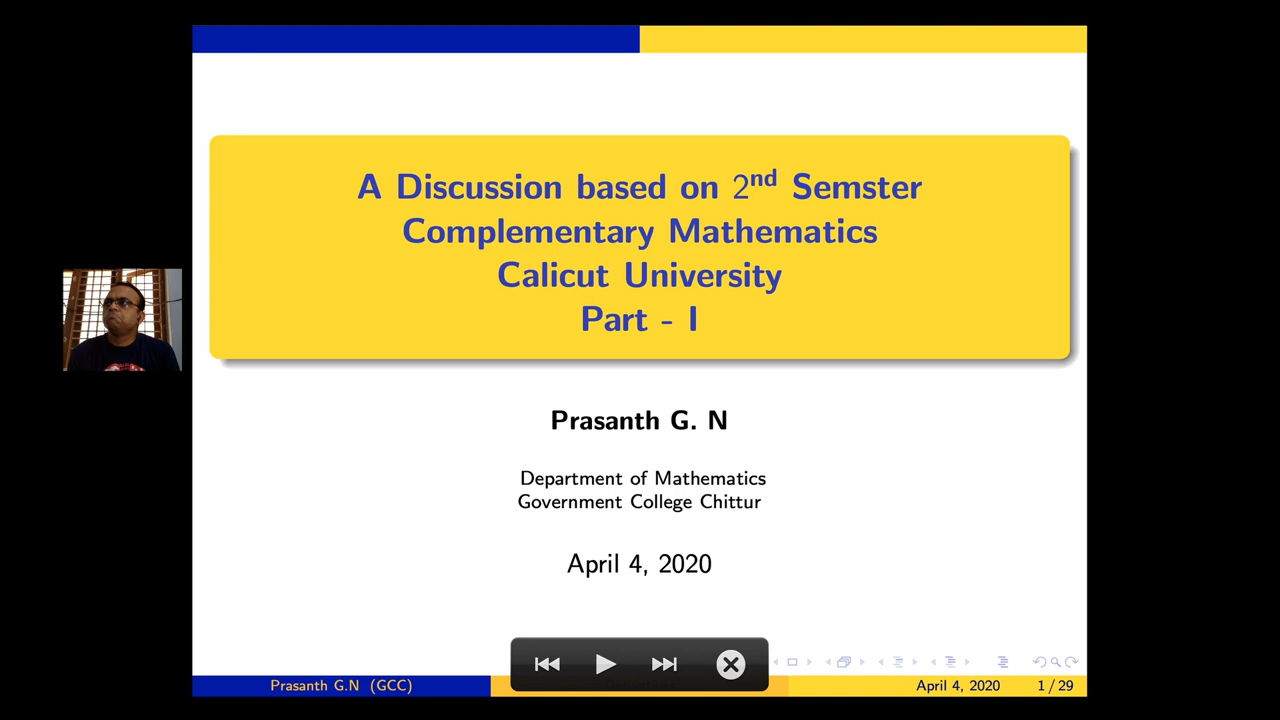 A Discussion based on 2nd Semster
Complementary Mathematics
Calicut University
Part - I
Prasanth G. N
Department of Mathematics
Government College Chittur
April 4, 2020
Prasanth G.N (GCC)
April 4, 2020
1 / 29